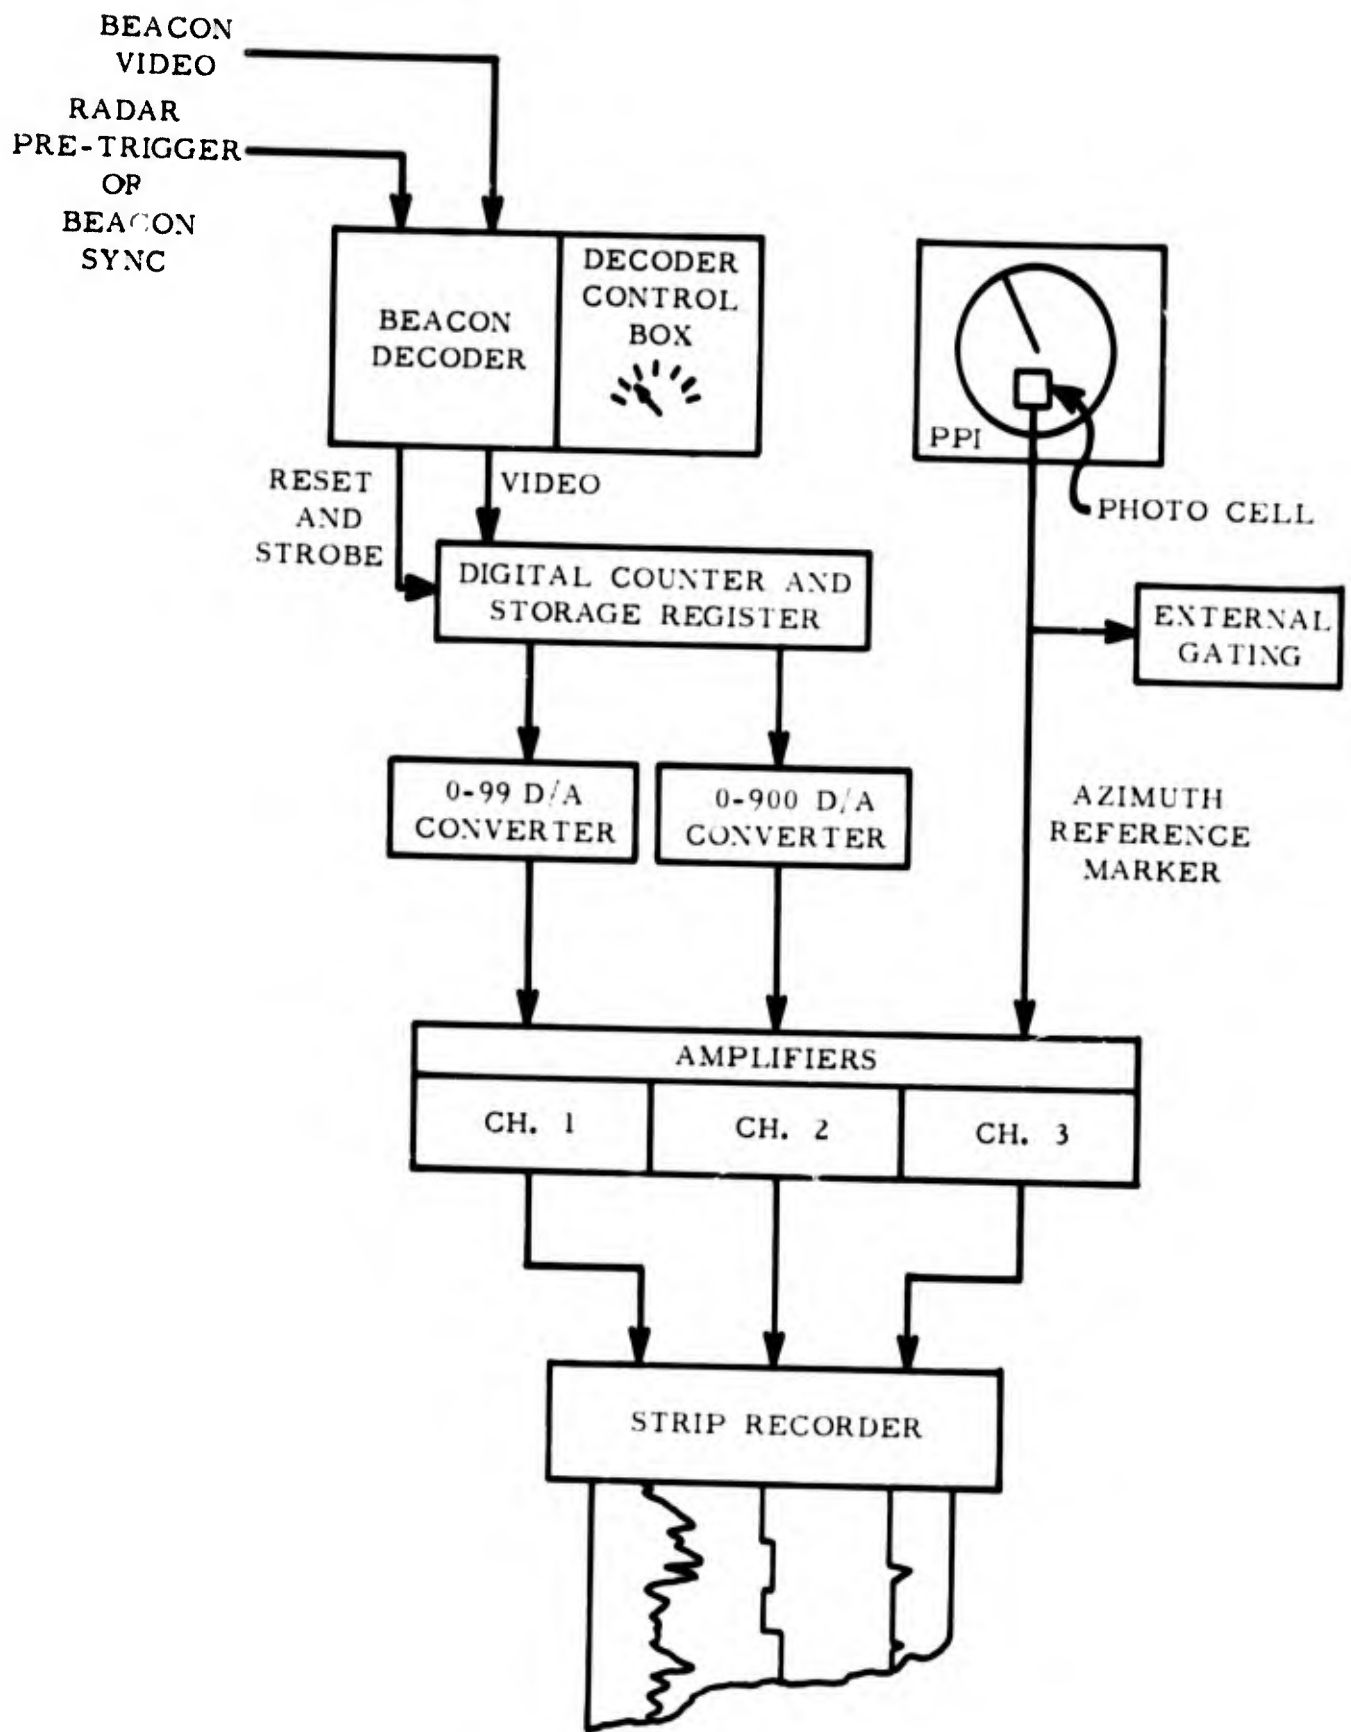 BEACON
VIDEO
RADAR
PRE-TRIGGER
OR
BEACON
SYNC
BEACON
DECODER
DECODER
CONTROL
BOX
PPI
PHOTO CELL
RESET
AND
STROBE
VIDEO
DIGITAL COUNTER AND
STORAGE REGISTER
EXTERNAL
GATING
0-99 D/A
CONVERTER
0-900 D/A
CONVERTER
AZIMUTH
REFERENCE
MARKER
AMPLIFIERS
CH. 1
CH. 2
CH. 3
STRIP RECORDER